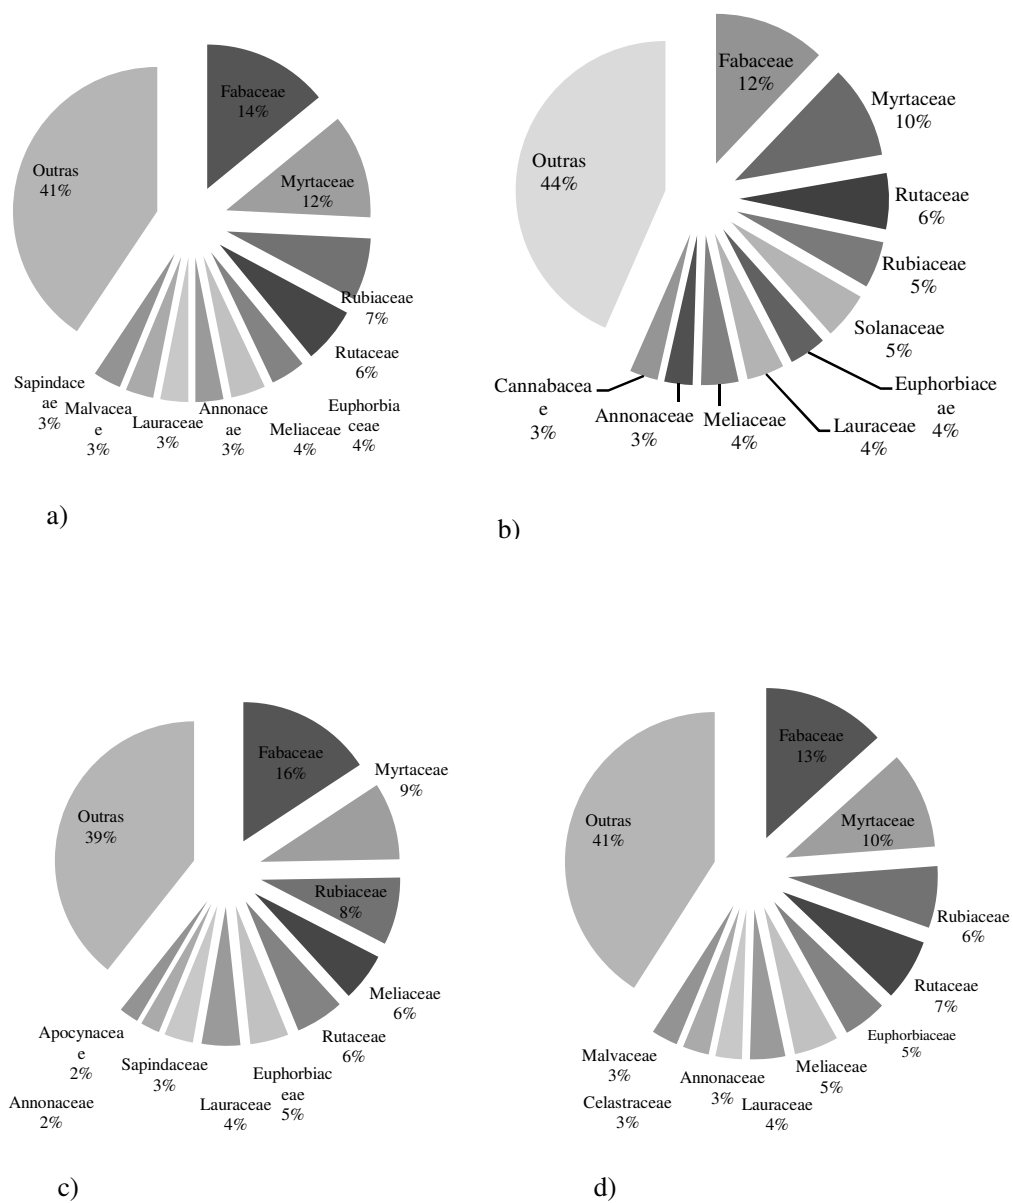 Fabaceae
14%
Myrtaceae
12%
Rubiaceae
7%
Rutaceae
6%
Euphorbia
ceae
4%
Meliaceae
4%
Annonace
ae
3%
Lauraceae
3%
Malvacea
e
3%
Sapindace
ae
3%
Outras
41%
a)
Fabaceae
12%
Myrtaceae
10%
Rutaceae
6%
Rubiaceae
5%
Solanaceae
5%
Euphorbiace
ae
4%
Lauraceae
4%
Meliaceae
4%
Annonaceae
3%
Cannabacea
e
3%
Outras
44%
b)
Fabaceae
16%
Myrtaceae
9%
Rubiaceae
8%
Meliaceae
6%
Rutaceae
6%
Euphorbiac
eae
5%
Lauraceae
4%
Sapindaceae
3%
Annonaceae
2%
Apocynacea
e
2%
Outras
39%
c)
Fabaceae
13%
Myrtaceae
10%
Rubiaceae
6%
Rutaceae
7%
Euphorbiaceae
5%
Meliaceae
5%
Lauraceae
4%
Annonaceae
3%
Celastraceae
3%
Malvaceae
3%
Outras
41%
d)